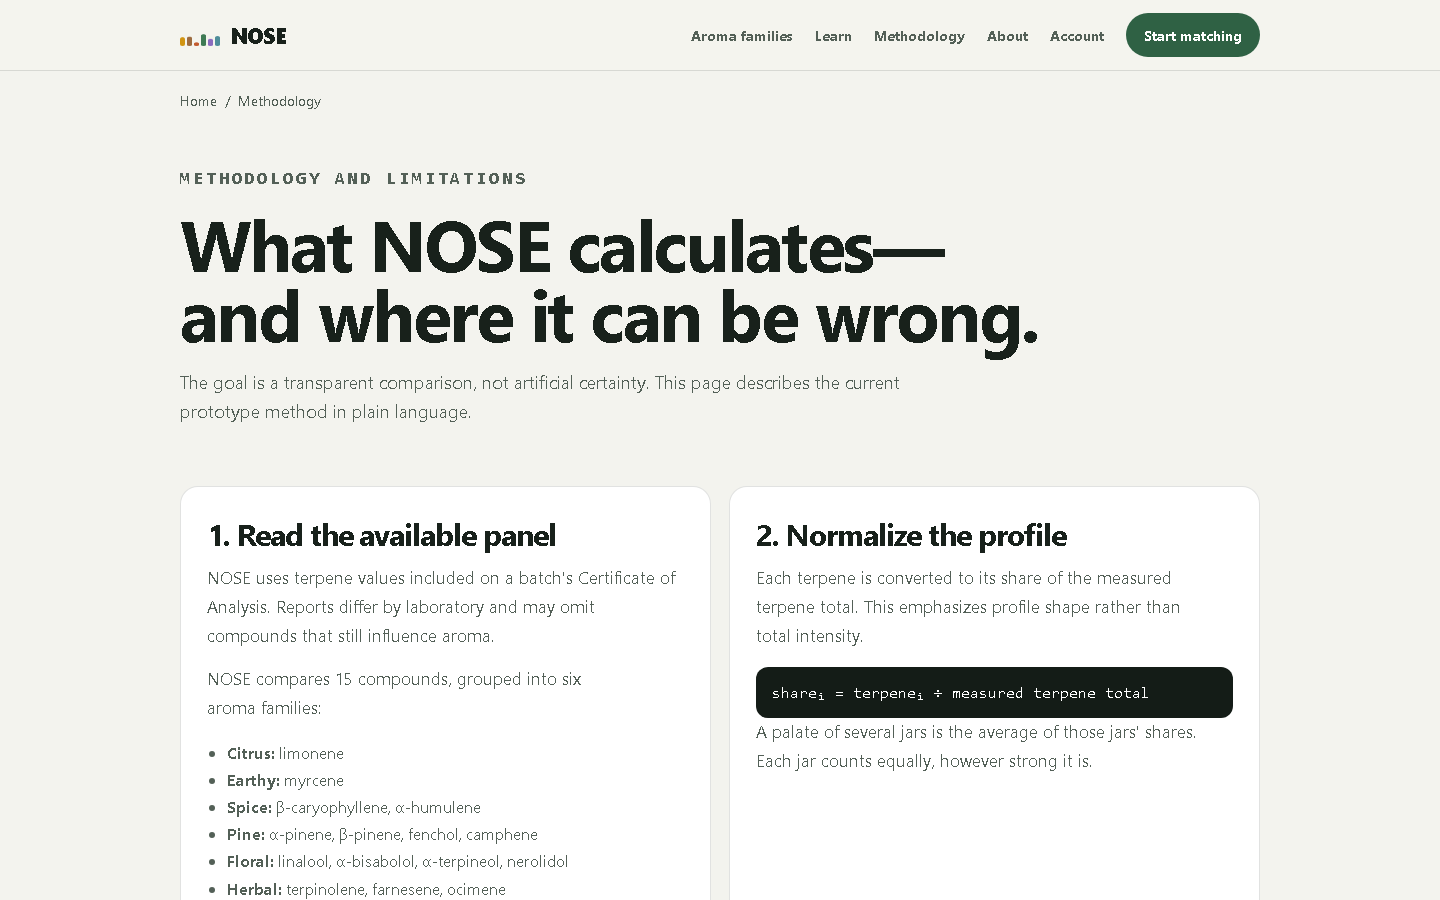 NOSE
Aroma families Learn Methodology About Account Start matching
Home / Methodology
METHODOLOGY AND LIMITATIONS
What NOSE calculates—
and where it can be wrong.
The goal is a transparent comparison, not artificial certainty. This page describes the current
prototype method in plain language.
1. Read the available panel
NOSE uses terpene values included on a batch's Certificate of
Analysis. Reports differ by laboratory and may omit
compounds that still influence aroma.
NOSE compares 15 compounds, grouped into six
aroma families:
• Citrus: limonene
• Earthy: myrcene
• Spice: β-caryophyllene, α-humulene
• Pine: α-pinene, β-pinene, fenchol, camphene
• Floral: linalool, α-bisabolol, α-terpineol, nerolidol
• Herbal: terpinolene, farnesene, ocimene
2. Normalize the profile
Each terpene is converted to its share of the measured
terpene total. This emphasizes profile shape rather than
total intensity.
shareᵢ = terpeneᵢ ÷ measured terpene total
A palate of several jars is the average of those jars' shares.
Each jar counts equally, however strong it is.